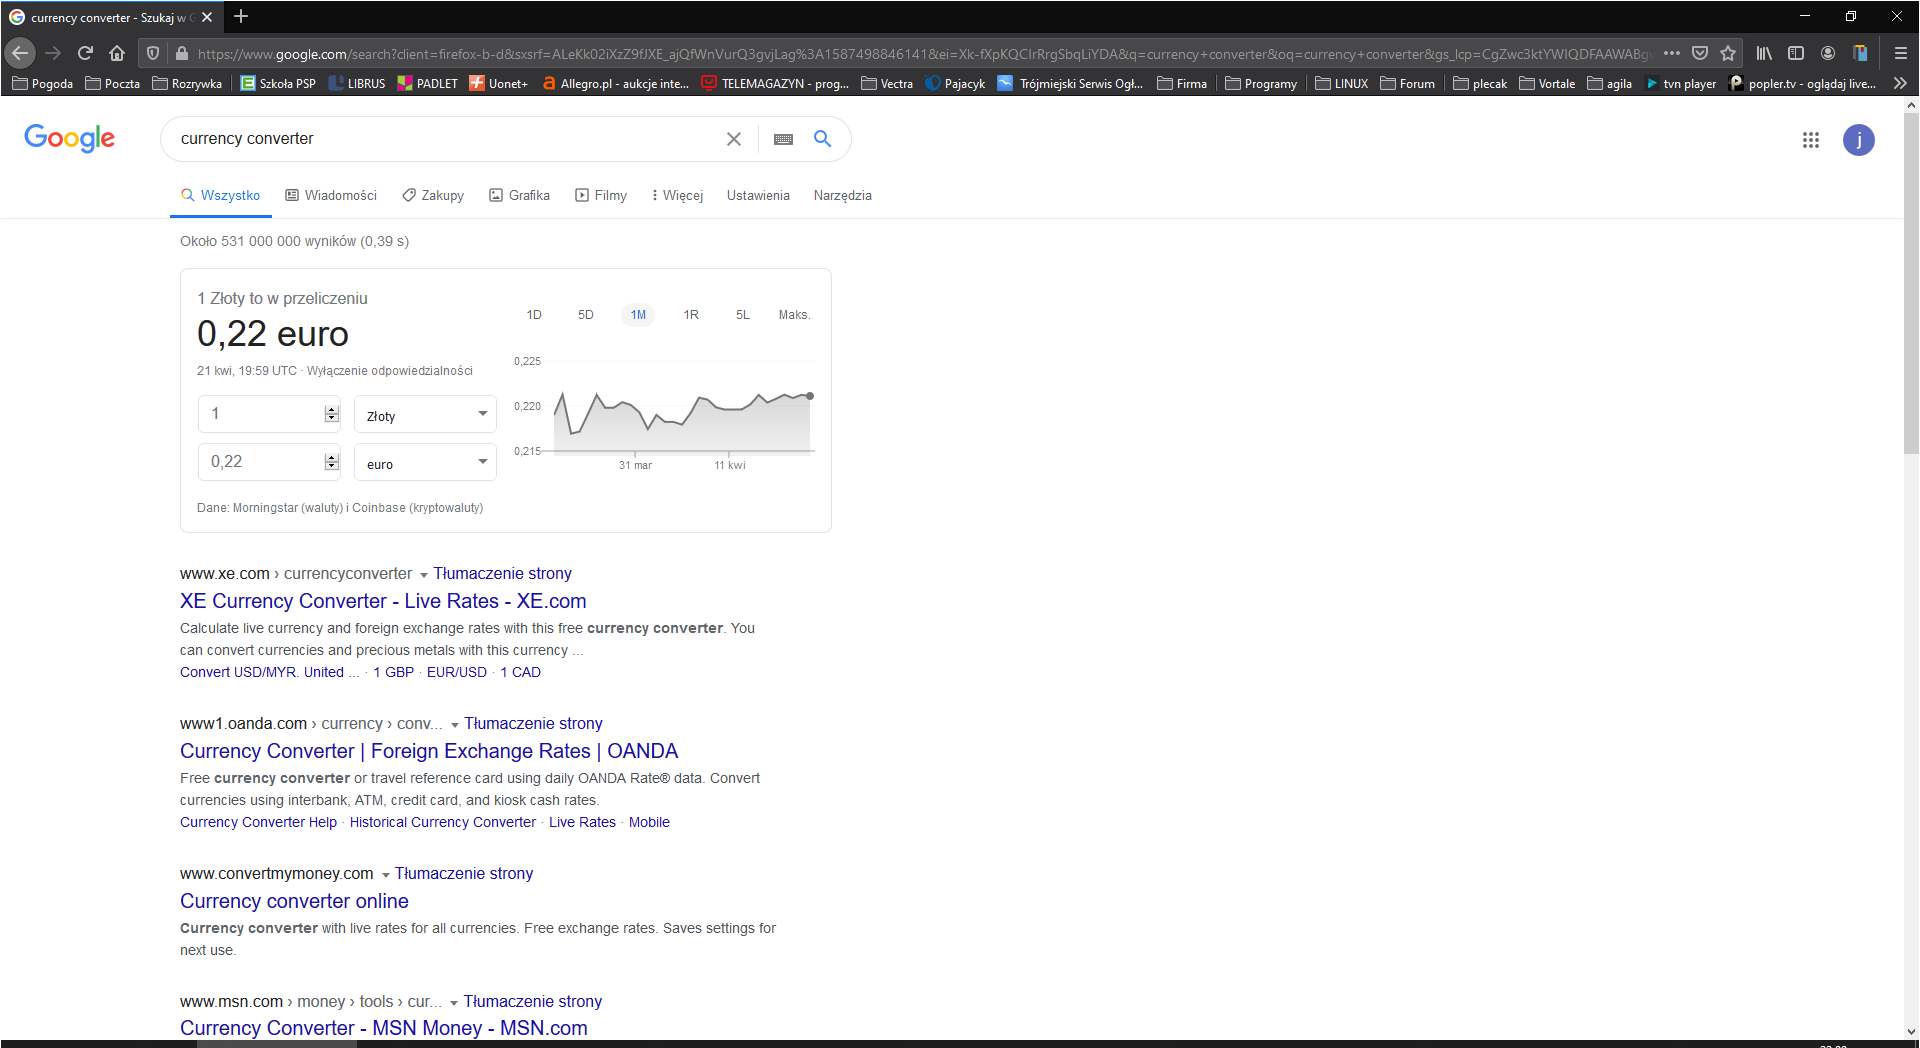 currency converter - Szukaj w G
https://www.google.com/search?client=firefox-b-d&sxsrf=ALeKk02iXzZ9fJXE_ajQfWnVurQ3gvjLag%3A1587498846141&ei=Xk-fXpKQCIrRrgSbqLiYDA&q=currency+converter&oq=currency+converter&gs_lcp=CgZwc3ktYWIQDFAAWABg
Pogoda Poczta Rozrywka Szkoła PSP LIBRUS PADLET Uonet+ Allegro.pl - aukcje inte... TELEMAGAZYN - prog... Vectra Pajacyk Trójmiejski Serwis Ogł... Firma Programy LINUX Forum plecak Vortale agila tvn player popler.tv - oglądaj live...
Google
currency converter
j
Wszystko Wiadomości Zakupy Grafika Filmy Więcej Ustawienia Narzędzia
Około 531 000 000 wyników (0,39 s)
1 Złoty to w przeliczeniu
0,22 euro
21 kwi, 19:59 UTC · Wyłączenie odpowiedzialności
1 Złoty
0,22 euro
1D 5D 1M 1R 5L Maks.
0,225
0,220
0,215
31 mar 11 kwi
Dane: Morningstar (waluty) i Coinbase (kryptowaluty)
www.xe.com › currencyconverter Tłumaczenie strony
XE Currency Converter - Live Rates - XE.com
Calculate live currency and foreign exchange rates with this free currency converter. You
can convert currencies and precious metals with this currency ...
Convert USD/MYR. United ... · 1 GBP · EUR/USD · 1 CAD
www1.oanda.com › currency › conv... Tłumaczenie strony
Currency Converter | Foreign Exchange Rates | OANDA
Free currency converter or travel reference card using daily OANDA Rate® data. Convert
currencies using interbank, ATM, credit card, and kiosk cash rates.
Currency Converter Help · Historical Currency Converter · Live Rates · Mobile
www.convertmymoney.com Tłumaczenie strony
Currency converter online
Currency converter with live rates for all currencies. Free exchange rates. Saves settings for
next use.
www.msn.com › money › tools › cur... Tłumaczenie strony
Currency Converter - MSN Money - MSN.com